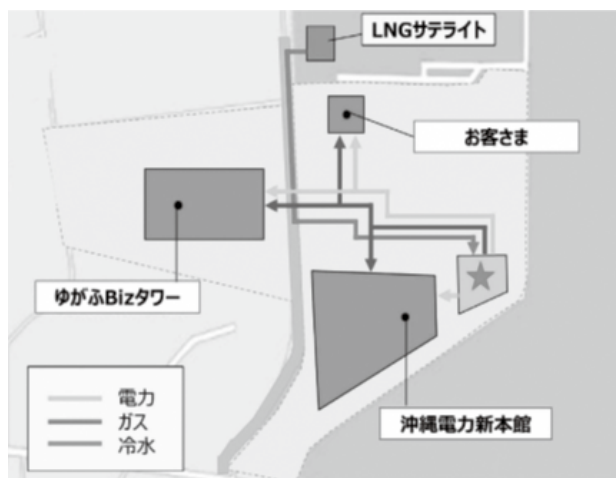 LNGサテライト
お客さま
ゆがふBizタワー
電力
ガス
冷水
沖縄電力新本館